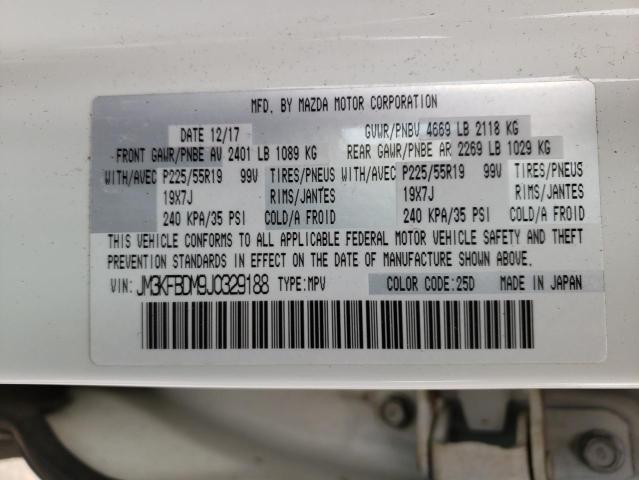 MFD. BY MAZDA MOTOR CORPORATION
DATE 12/17 GVWR/PNBV 4669 LB 2118 KG
FRONT GAWR/PNBE AV 2401 LB 1089 KG REAR GAWR/PNBE AR 2269 LB 1029 KG
WITH/AVEC P225/55R19 99V TIRES/PNEUS WITH/AVEC P225/55R19 99V TIRES/PNEUS
19X7J RIMS/JANTES 19X7J RIMS/JANTES
240 KPA/35 PSI COLD/A FROID 240 KPA/35 PSI COLD/A FROID
THIS VEHICLE CONFORMS TO ALL APPLICABLE FEDERAL MOTOR VEHICLE SAFETY AND THEFT
PREVENTION STANDARDS IN EFFECT ON THE DATE OF MANUFACTURE SHOWN ABOVE.
VIN: JM3KFBDM9J0329188 TYPE:MPV COLOR CODE:25D MADE IN JAPAN